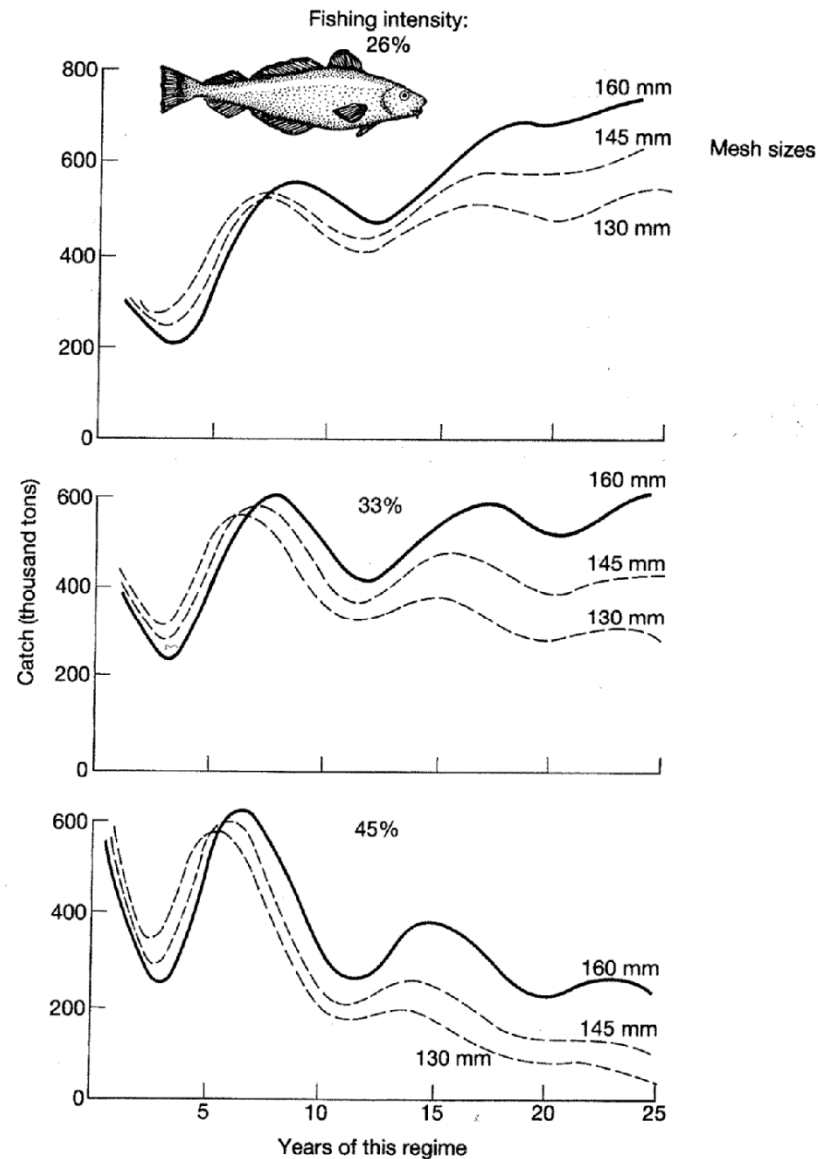 Fishing intensity:
26%
800
160 mm
145 mm
Mesh sizes
600
130 mm
400
200
0
160 mm
600
33%
145 mm
400
130 mm
200
0
Catch (thousand tons)
600
45%
400
160 mm
200
145 mm
130 mm
0
5 10 15 20 25
Years of this regime